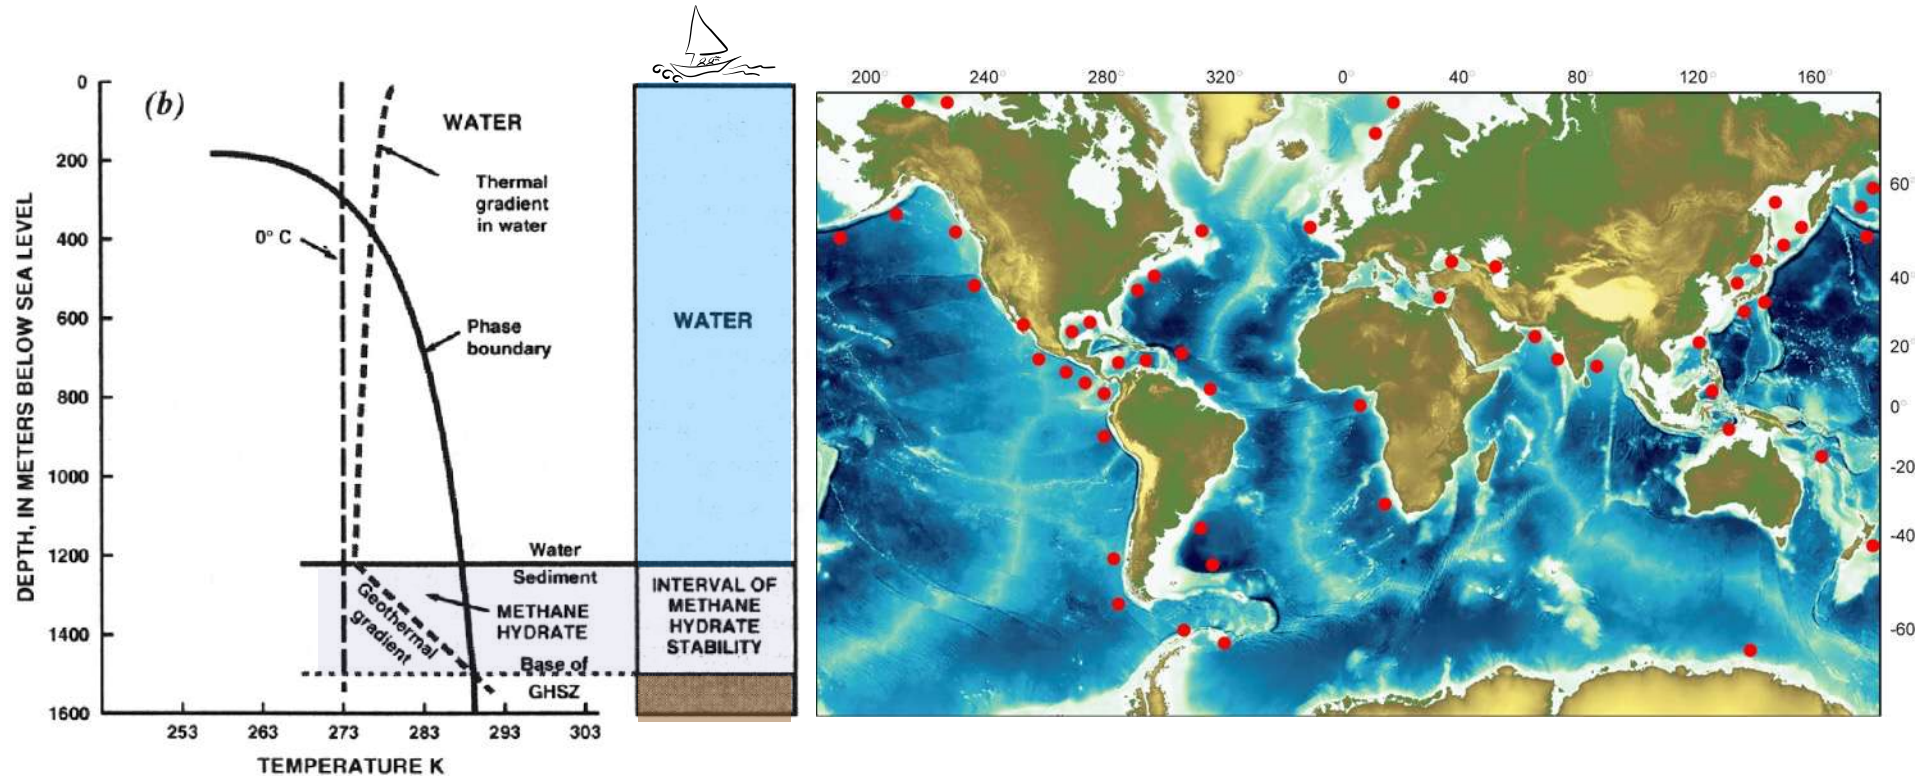 (b)
DEPTH, IN METERS BELOW SEA LEVEL
0
200
400
600
800
1000
1200
1400
1600
WATER
Thermal
gradient
in water
0° C
Phase
boundary
Water
Sediment
METHANE
HYDRATE
Geothermal
gradient
Base of
GHSZ
253
263
273
283
293
303
TEMPERATURE K
WATER
INTERVAL OF
METHANE
HYDRATE
STABILITY
200° 240° 280° 320° 0° 40° 80° 120° 160°
60°
40°
20°
0°
-20°
-40°
-60°